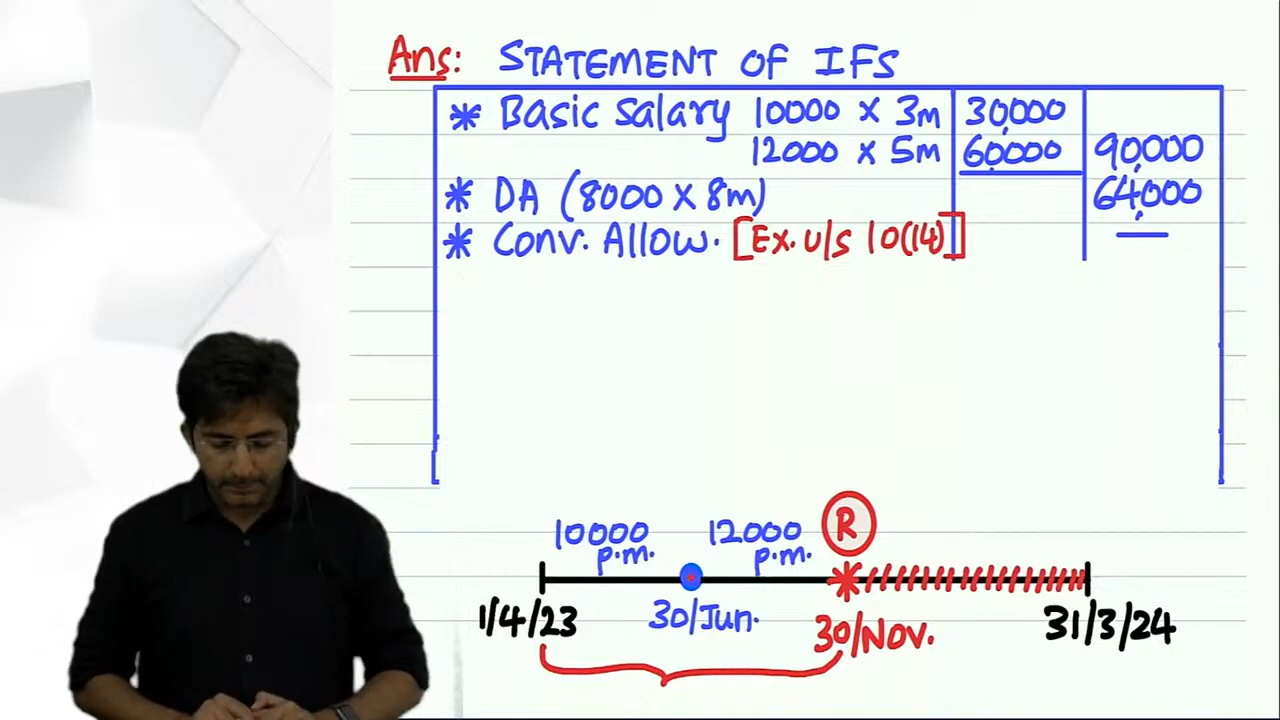 Ans: STATEMENT OF IFS
* Basic Salary 10000 x 3m 30,000
12000 x 5m 60,000 90,000
* DA (8000 x 8m) 64,000
* Conv. Allow. [Ex. u/s 10(14)] —
10000 p.m. 12000 p.m. R
1/4/23 30/Jun. 30/Nov. 31/3/24